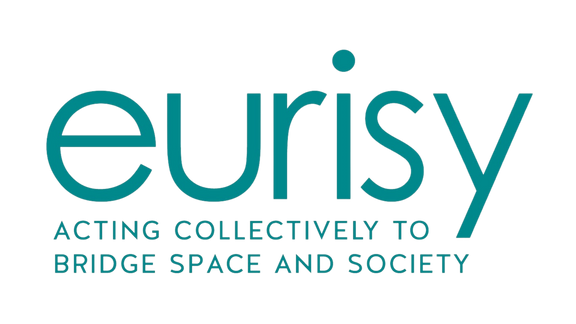 eurisy
ACTING COLLECTIVELY TO
BRIDGE SPACE AND SOCIETY